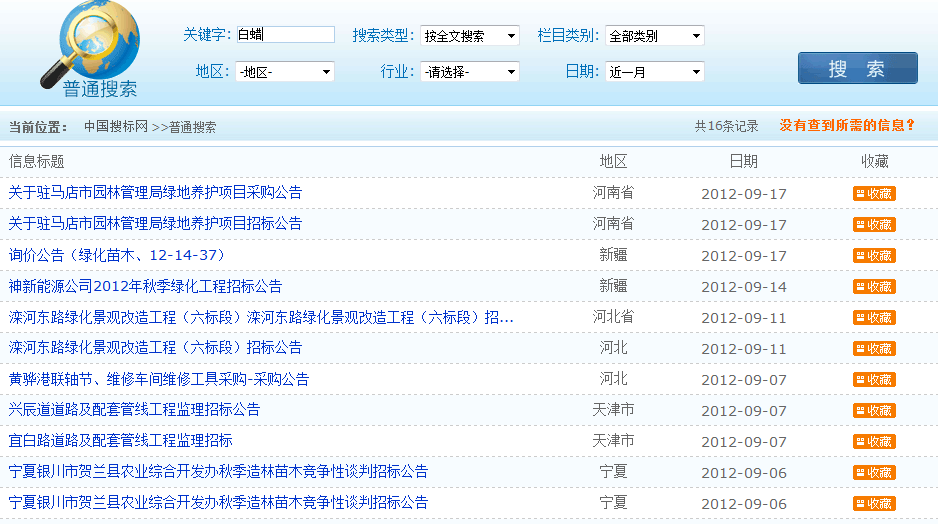 关键字: 白蜡 搜索类型: 按全文搜索 栏目类别: 全部类别
地区: -地区- 行业: -请选择- 日期: 近一月 搜 索
普通搜索
当前位置: 中国搜标网 >>普通搜索 共16条记录 没有查到所需的信息?
信息标题 地区 日期 收藏
关于驻马店市园林管理局绿地养护项目采购公告 河南省 2012-09-17 收藏
关于驻马店市园林管理局绿地养护项目招标公告 河南省 2012-09-17 收藏
询价公告（绿化苗木、12-14-37） 新疆 2012-09-17 收藏
神新能源公司2012年秋季绿化工程招标公告 新疆 2012-09-14 收藏
滦河东路绿化景观改造工程（六标段）滦河东路绿化景观改造工程（六标段）招... 河北省 2012-09-11 收藏
滦河东路绿化景观改造工程（六标段）招标公告 河北 2012-09-11 收藏
黄骅港联轴节、维修车间维修工具采购-采购公告 河北 2012-09-07 收藏
兴辰道道路及配套管线工程监理招标公告 天津市 2012-09-07 收藏
宜白路道路及配套管线工程监理招标 天津市 2012-09-07 收藏
宁夏银川市贺兰县农业综合开发办秋季造林苗木竞争性谈判招标公告 宁夏 2012-09-06 收藏
宁夏银川市贺兰县农业综合开发办秋季造林苗木竞争性谈判招标公告 宁夏 2012-09-06 收藏